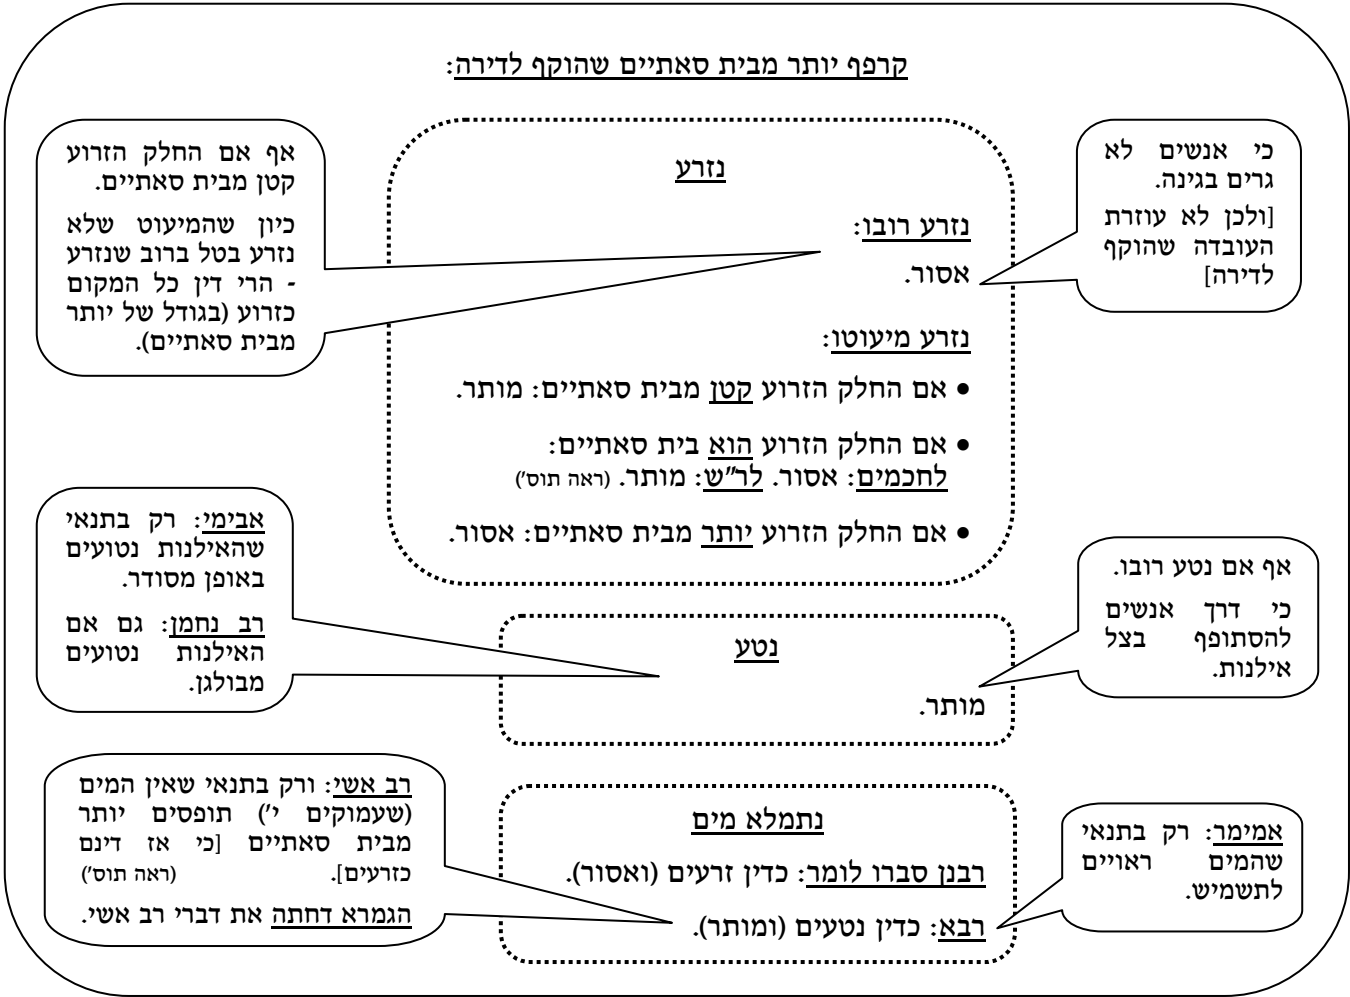 קרפף יותר מבית סאתיים שהוקף לדירה:
נזרע
נזרע רובו:
אסור.
כי אנשים לא
גרים בגינה.
[ולכן לא עוזרת
העובדה שהוקף
לדירה]
אף אם החלק הזרוע
קטן מבית סאתיים.
כיון שהמיעוט שלא
נזרע בטל ברוב שנזרע
- הרי דין כל המקום
כזרוע (בגודל של יותר
מבית סאתיים).
נזרע מיעוטו:
• אם החלק הזרוע קטן מבית סאתיים: מותר.
• אם החלק הזרוע הוא בית סאתיים:
לחכמים: אסור. לר"ש: מותר. (ראה תוס')
• אם החלק הזרוע יותר מבית סאתיים: אסור.
נטע
מותר.
אף אם נטע רובו.
כי דרך אנשים
להסתופף בצל
אילנות.
אבימי: רק בתנאי
שהאילנות נטועים
באופן מסודר.
רב נחמן: גם אם
האילנות נטועים
מבולגן.
נתמלא מים
רבנן סברו לומר: כדין זרעים (ואסור).
רבא: כדין נטעים (ומותר).
אמימר: רק בתנאי
שהמים ראויים
לתשמיש.
רב אשי: ורק בתנאי שאין המים
(שעמוקים י') תופסים יותר
מבית סאתיים [כי אז דינם
כזרעים]. (ראה תוס')
הגמרא דחתה את דברי רב אשי.